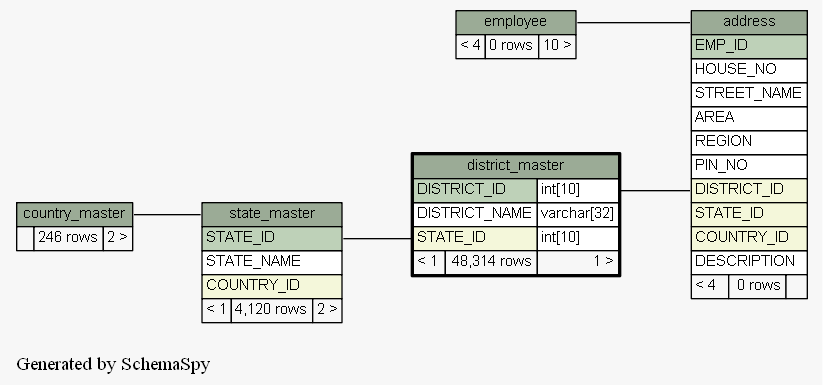 employee
< 4 0 rows 10 >
address
EMP_ID
HOUSE_NO
STREET_NAME
AREA
REGION
PIN_NO
DISTRICT_ID
STATE_ID
COUNTRY_ID
DESCRIPTION
< 4 0 rows
district_master
DISTRICT_ID int[10]
DISTRICT_NAME varchar[32]
STATE_ID int[10]
< 1 48,314 rows 1 >
country_master
246 rows 2 >
state_master
STATE_ID
STATE_NAME
COUNTRY_ID
< 1 4,120 rows 2 >
Generated by SchemaSpy